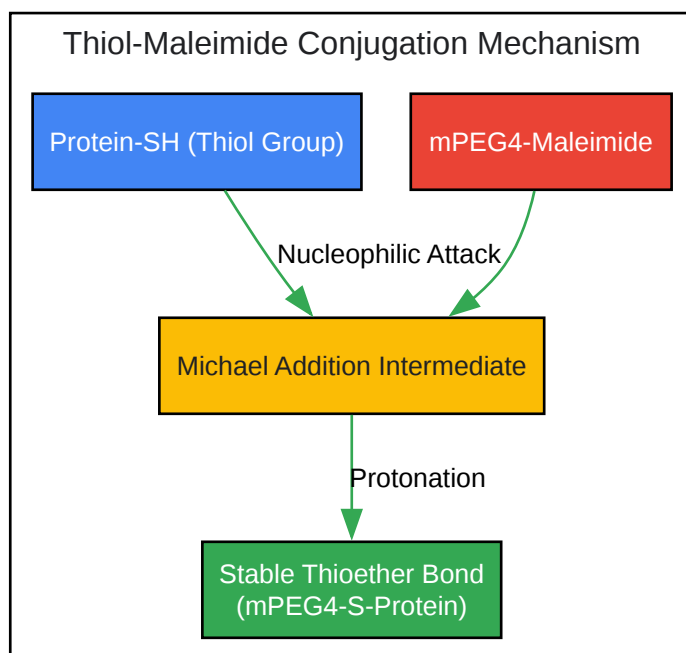 Thiol-Maleimide Conjugation Mechanism
Protein-SH (Thiol Group)
mPEG4-Maleimide
Nucleophilic Attack
Michael Addition Intermediate
Protonation
Stable Thioether Bond
(mPEG4-S-Protein)